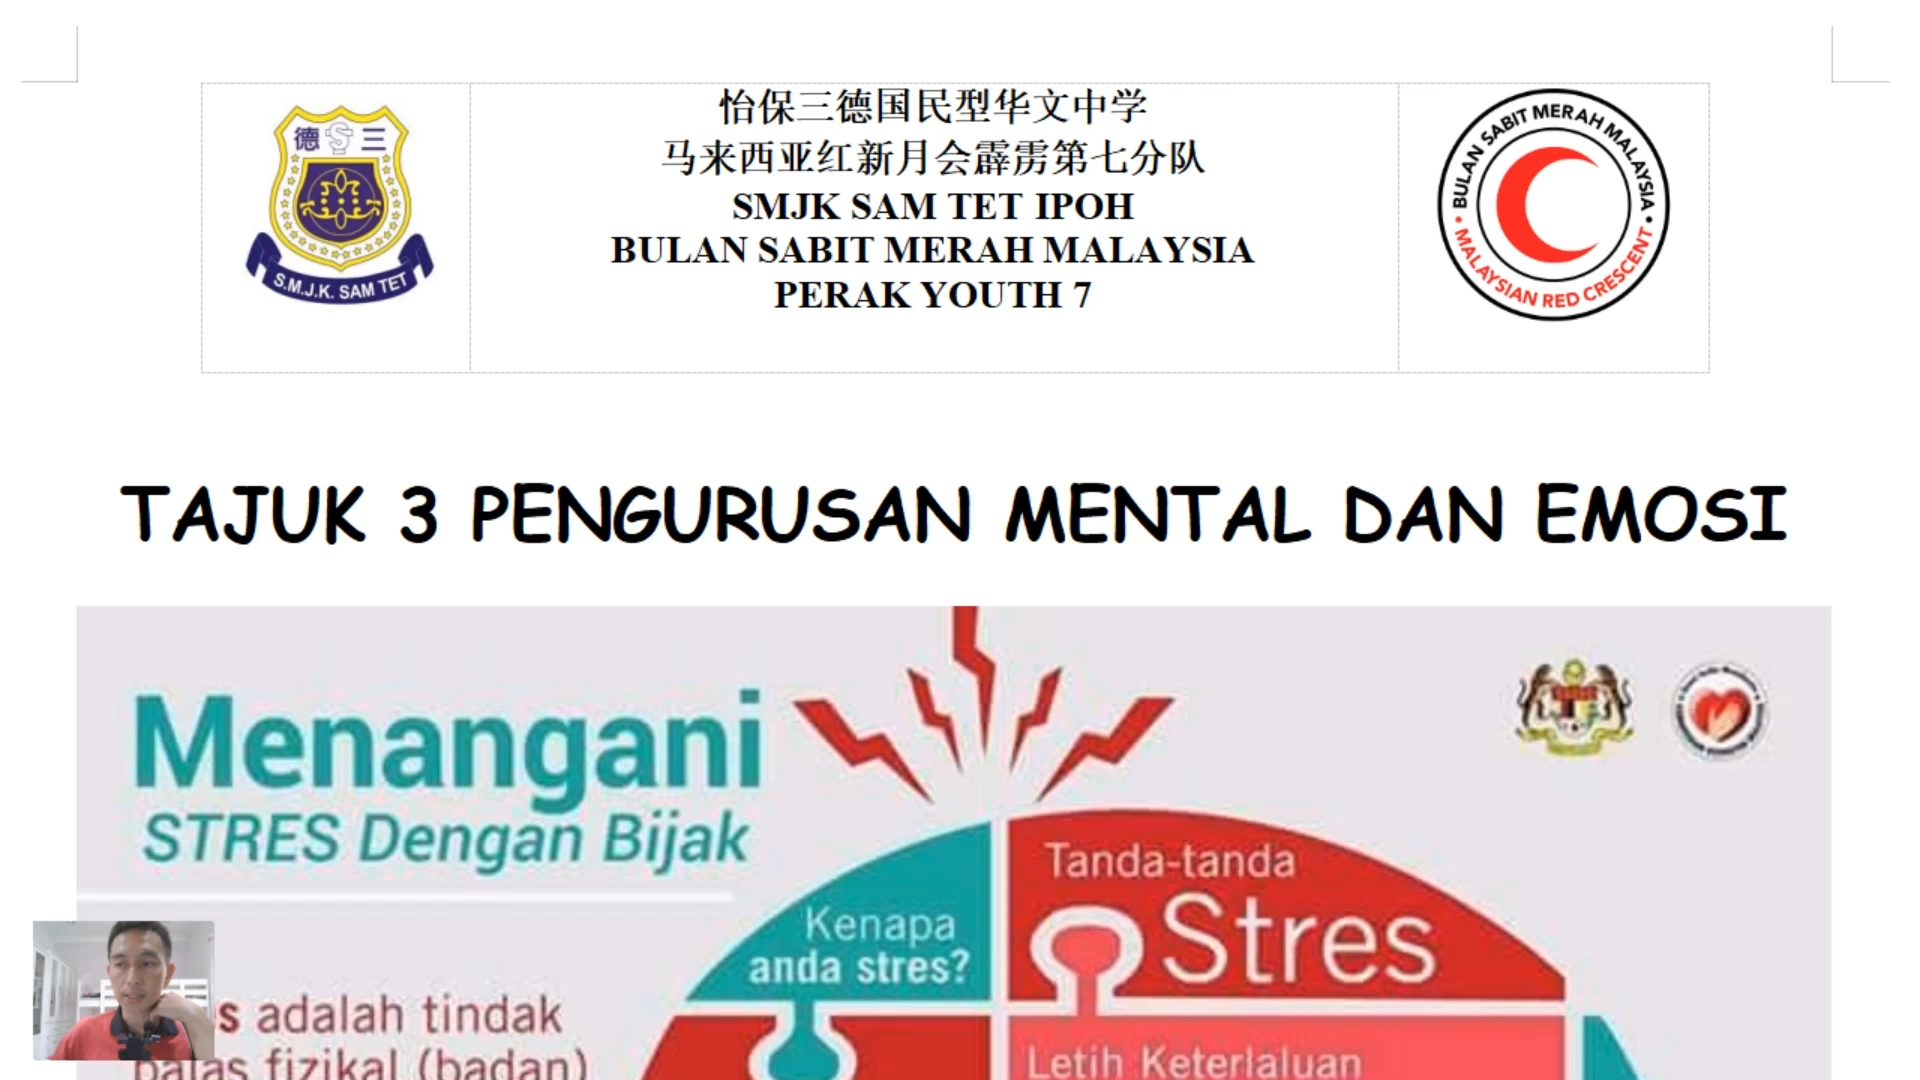 德 S 三
S.M.J.K. SAM TET
怡保三德国民型华文中学
马来西亚红新月会霹雳第七分队
SMJK SAM TET IPOH
BULAN SABIT MERAH MALAYSIA
PERAK YOUTH 7
BULAN SABIT MERAH MALAYSIA
MALAYSIAN RED CRESCENT
TAJUK 3 PENGURUSAN MENTAL DAN EMOSI
Menangani
STRES Dengan Bijak
Kenapa
anda stres?
Tanda-tanda
Stres
adalah tindak
balas fizikal (badan)
Letih Keterlaluan